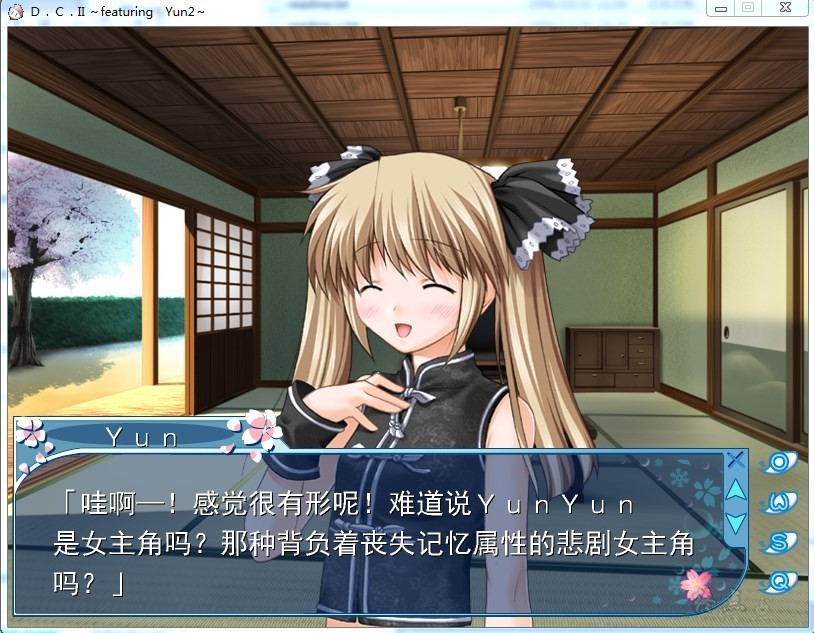 D．C．Ⅱ ~featuring Yun2~
Ｙｕｎ
「哇啊—！感觉很有形呢！难道说ＹｕｎＹｕｎ
是女主角吗？那种背负着丧失记忆属性的悲剧女主角
吗？」
O
W
S
Q